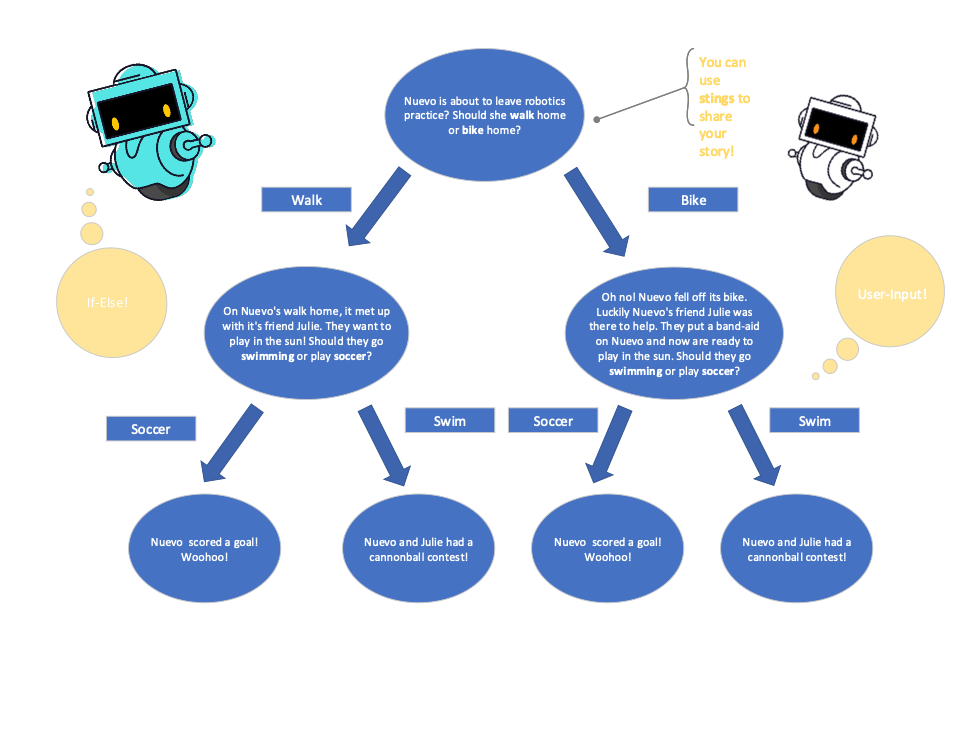 Nuevo is about to leave robotics
practice? Should she walk home
or bike home?
You can
use
stings to
share
your
story!
Walk
Bike
If-Else!
User-Input!
On Nuevo's walk home, it met up
with it's friend Julie. They want to
play in the sun! Should they go
swimming or play soccer?
Oh no! Nuevo fell off its bike.
Luckily Nuevo's friend Julie was
there to help. They put a band-aid
on Nuevo and now are ready to
play in the sun. Should they go
swimming or play soccer?
Soccer
Swim
Soccer
Swim
Nuevo  scored a goal!
Woohoo!
Nuevo and Julie had a
cannonball contest!
Nuevo  scored a goal!
Woohoo!
Nuevo and Julie had a
cannonball contest!